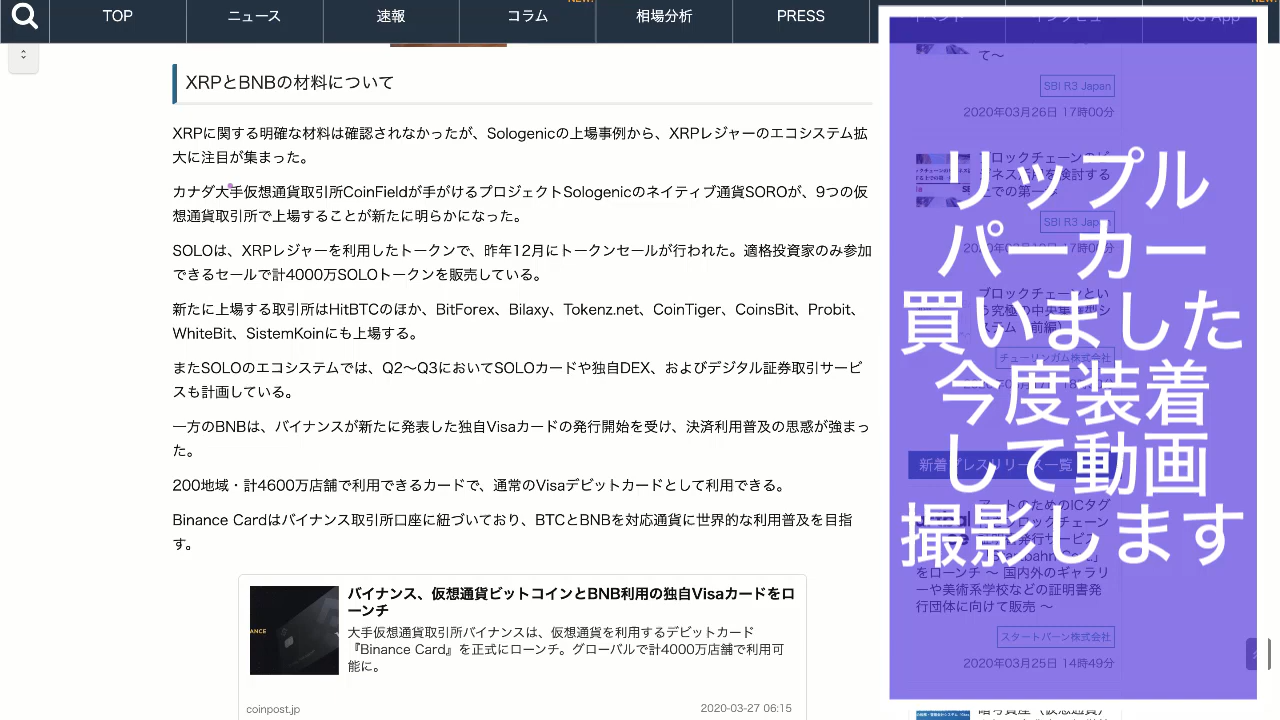 TOP
ニュース
速報
コラム
相場分析
PRESS
XRPとBNBの材料について
XRPに関する明確な材料は確認されなかったが、Sologenicの上場事例から、XRPレジャーのエコシステム拡
大に注目が集まった。
カナダ大手仮想通貨取引所CoinFieldが手がけるプロジェクトSologenicのネイティブ通貨SOROが、9つの仮
想通貨取引所で上場することが新たに明らかになった。
SOLOは、XRPレジャーを利用したトークンで、昨年12月にトークンセールが行われた。適格投資家のみ参加
できるセールで計4000万SOLOトークンを販売している。
新たに上場する取引所はHitBTCのほか、BitForex、Bilaxy、Tokenz.net、CoinTiger、CoinsBit、Probit、
WhiteBit、SistemKoinにも上場する。
またSOLOのエコシステムでは、Q2〜Q3においてSOLOカードや独自DEX、およびデジタル証券取引サービ
スも計画している。
一方のBNBは、バイナンスが新たに発表した独自Visaカードの発行開始を受け、決済利用普及の思惑が強まっ
た。
200地域・計4600万店舗で利用できるカードで、通常のVisaデビットカードとして利用できる。
Binance Cardはバイナンス取引所口座に紐づいており、BTCとBNBを対応通貨に世界的な利用普及を目指
す。
バイナンス、仮想通貨ビットコインとBNB利用の独自Visaカードをロ
ーンチ
大手仮想通貨取引所バイナンスは、仮想通貨を利用するデビットカード
『Binance Card』を正式にローンチ。グローバルで計4000万店舗で利用可
能に。
coinpost.jp
2020-03-27 06:15
リップル
パーカー
買いました
今度装着
して動画
撮影します
て〜
SBI R3 Japan
2020年03月26日 17時00分
SBI R3 Japan
チューリンガム株式会社
新着プレスリリース一覧
をローンチ 〜 国内外のギャラリ
ーや美術系学校などの証明書発
行団体に向けて販売 〜
スタートバーン株式会社
2020年03月25日 14時49分